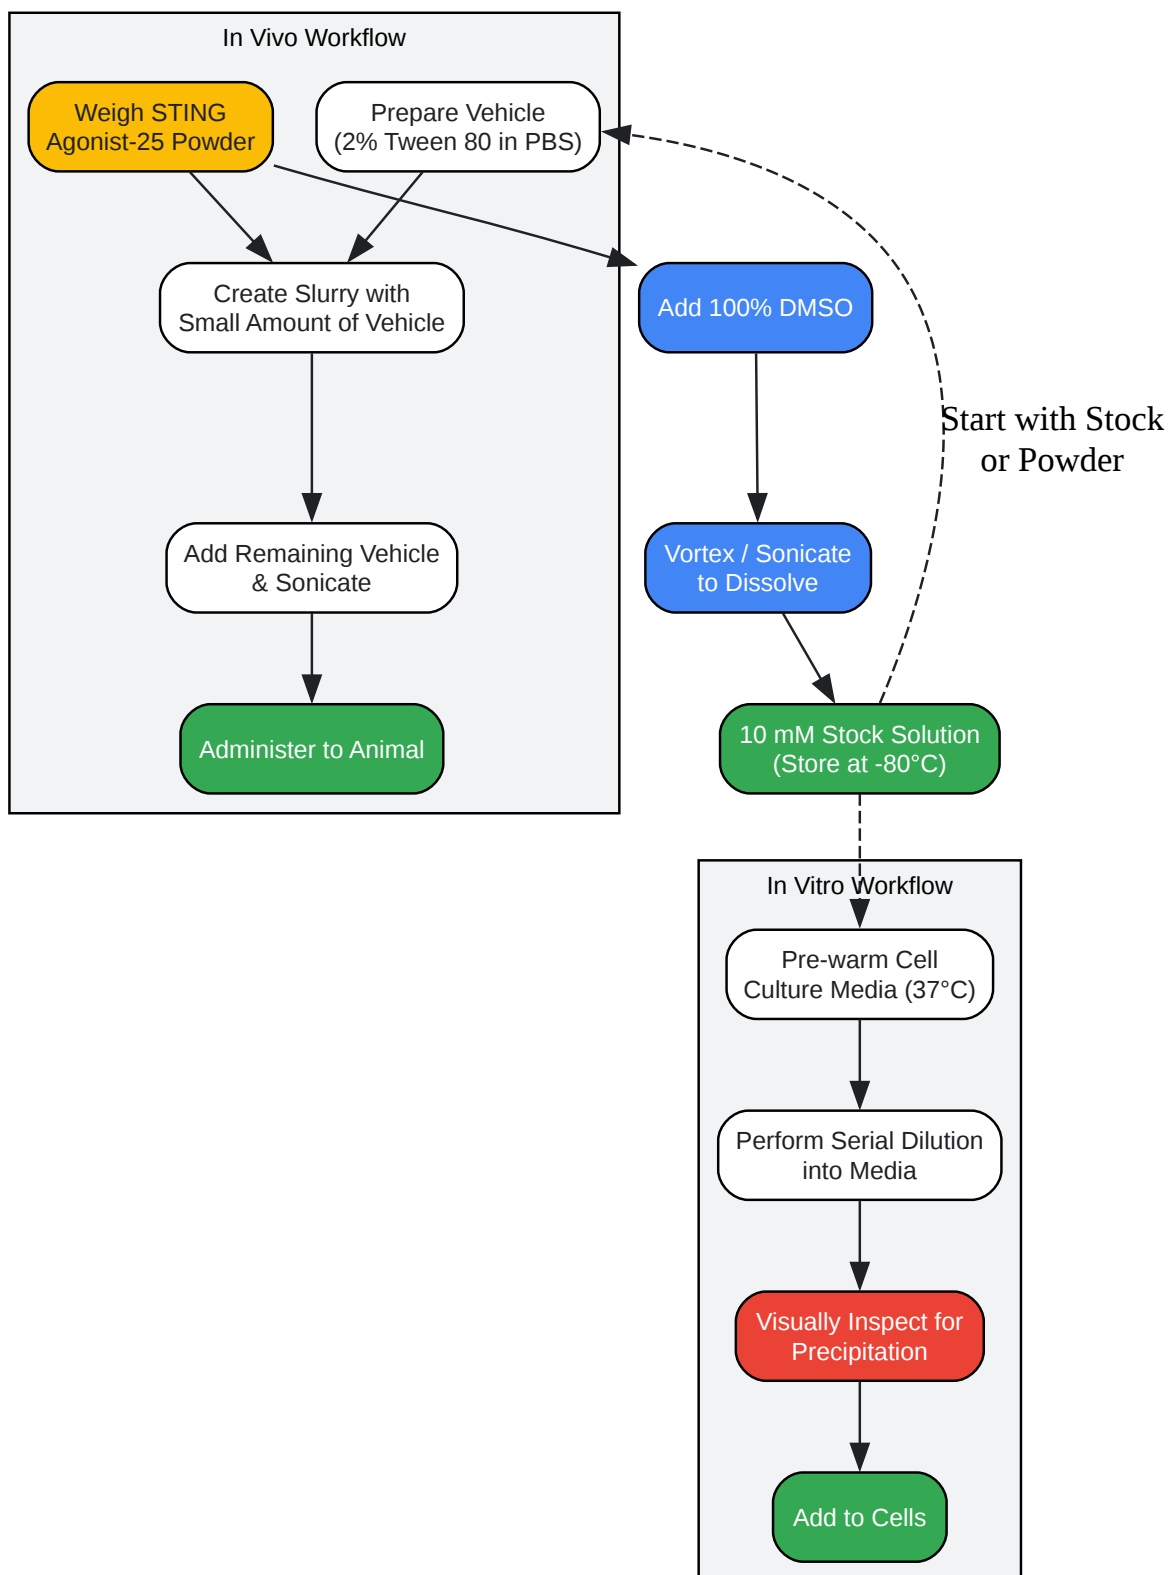 In Vivo Workflow
Weigh STING
Agonist-25 Powder
Prepare Vehicle
(2% Tween 80 in PBS)
Create Slurry with
Small Amount of Vehicle
Add 100% DMSO
Start with Stock
or Powder
Add Remaining Vehicle
& Sonicate
Vortex / Sonicate
to Dissolve
Administer to Animal
10 mM Stock Solution
(Store at -80°C)
In Vitro Workflow
Pre-warm Cell
Culture Media (37°C)
Perform Serial Dilution
into Media
Visually Inspect for
Precipitation
Add to Cells